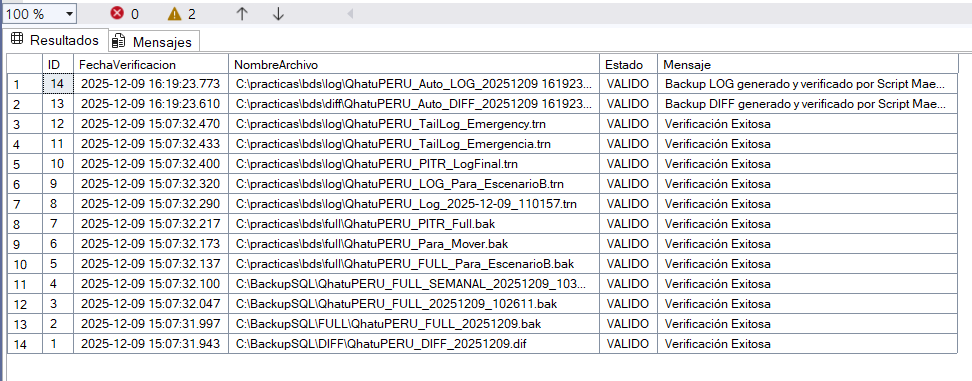 100 % 0 2
Resultados Mensajes
ID FechaVerificacion NombreArchivo Estado Mensaje
1 14 2025-12-09 16:19:23.773 C:\practicas\bds\log\QhatuPERU_Auto_LOG_20251209 161923... VALIDO Backup LOG generado y verificado por Script Mae...
2 13 2025-12-09 16:19:23.610 C:\practicas\bds\diff\QhatuPERU_Auto_DIFF_20251209 161923... VALIDO Backup DIFF generado y verificado por Script Mae...
3 12 2025-12-09 15:07:32.470 C:\practicas\bds\log\QhatuPERU_TailLog_Emergency.trn VALIDO Verificación Exitosa
4 11 2025-12-09 15:07:32.433 C:\practicas\bds\log\QhatuPERU_TailLog_Emergencia.trn VALIDO Verificación Exitosa
5 10 2025-12-09 15:07:32.400 C:\practicas\bds\log\QhatuPERU_PITR_LogFinal.trn VALIDO Verificación Exitosa
6 9 2025-12-09 15:07:32.320 C:\practicas\bds\log\QhatuPERU_LOG_Para_EscenarioB.trn VALIDO Verificación Exitosa
7 8 2025-12-09 15:07:32.290 C:\practicas\bds\log\QhatuPERU_Log_2025-12-09_110157.trn VALIDO Verificación Exitosa
8 7 2025-12-09 15:07:32.217 C:\practicas\bds\full\QhatuPERU_PITR_Full.bak VALIDO Verificación Exitosa
9 6 2025-12-09 15:07:32.173 C:\practicas\bds\full\QhatuPERU_Para_Mover.bak VALIDO Verificación Exitosa
10 5 2025-12-09 15:07:32.137 C:\practicas\bds\full\QhatuPERU_FULL_Para_EscenarioB.bak VALIDO Verificación Exitosa
11 4 2025-12-09 15:07:32.100 C:\BackupSQL\QhatuPERU_FULL_SEMANAL_20251209_103... VALIDO Verificación Exitosa
12 3 2025-12-09 15:07:32.047 C:\BackupSQL\QhatuPERU_FULL_20251209_102611.bak VALIDO Verificación Exitosa
13 2 2025-12-09 15:07:31.997 C:\BackupSQL\FULL\QhatuPERU_FULL_20251209.bak VALIDO Verificación Exitosa
14 1 2025-12-09 15:07:31.943 C:\BackupSQL\DIFF\QhatuPERU_DIFF_20251209.dif VALIDO Verificación Exitosa